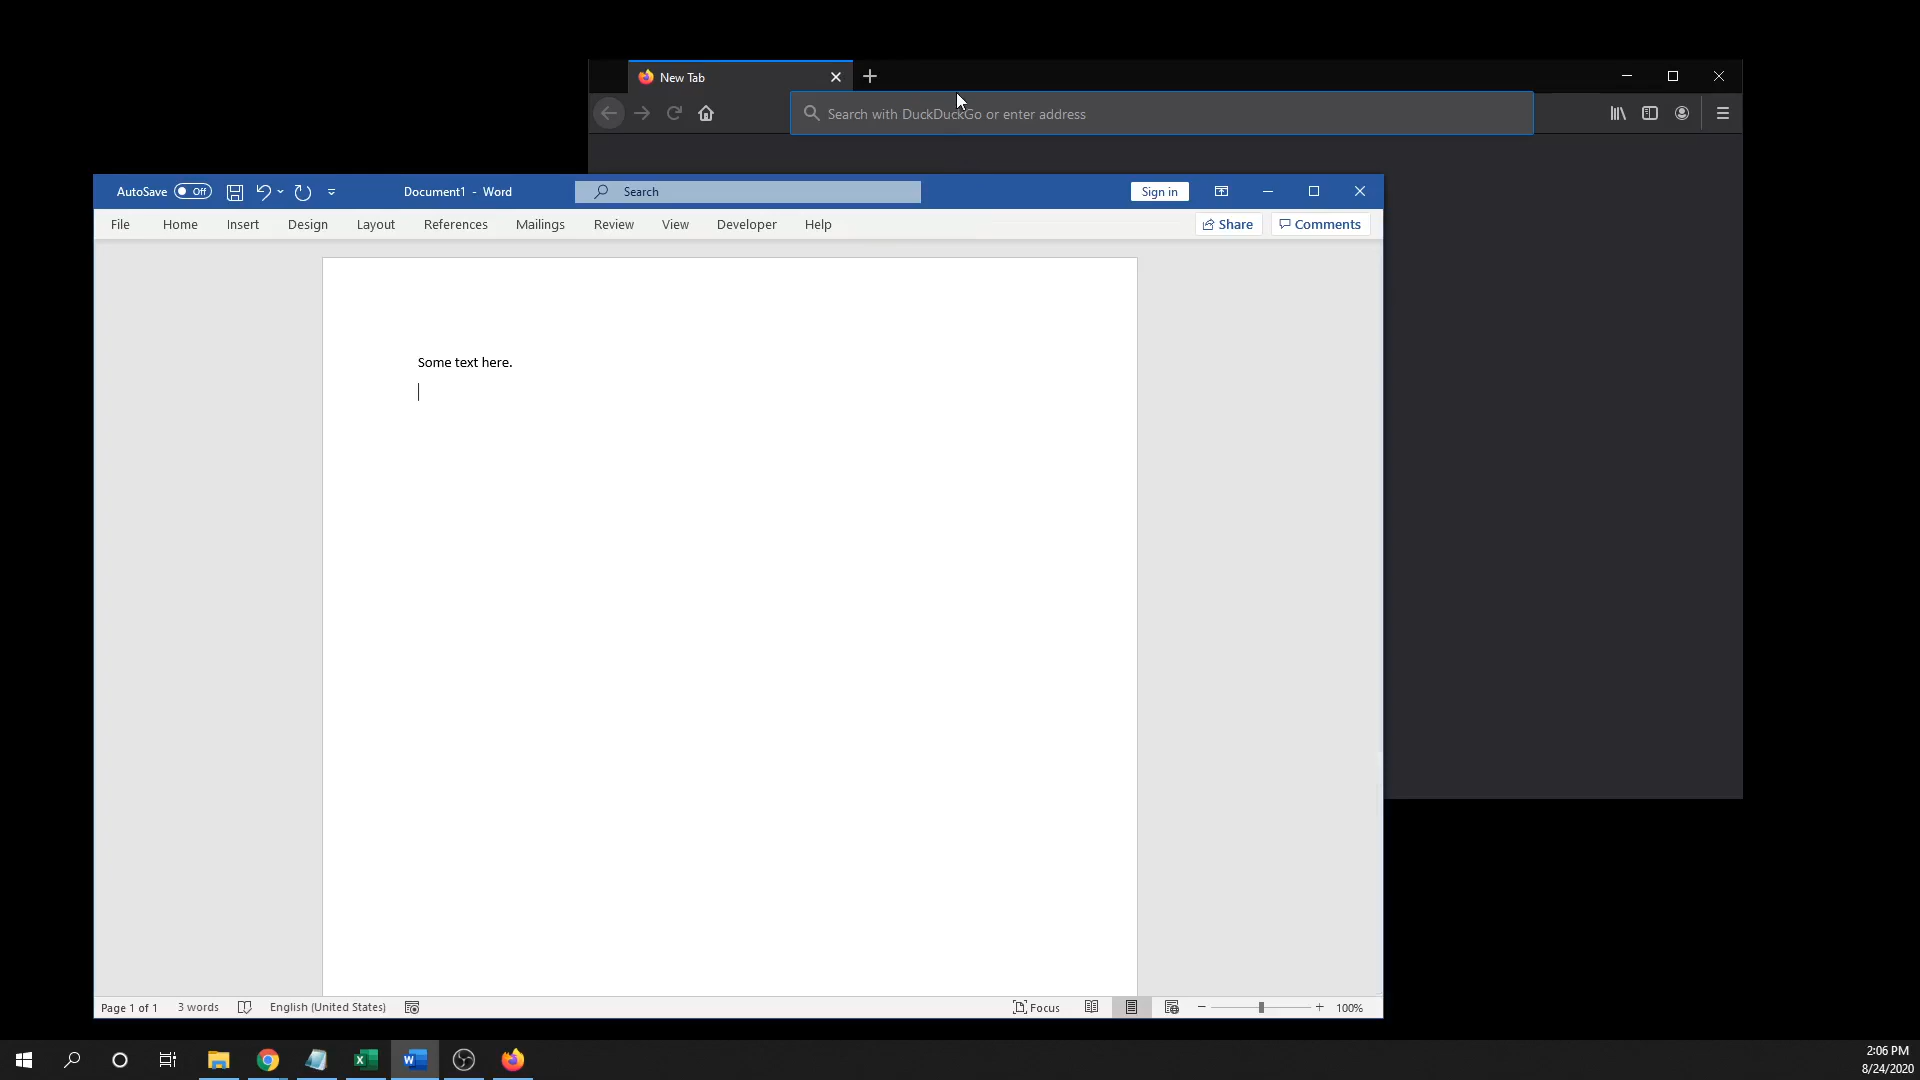 New Tab
Search with DuckDuckGo or enter address
AutoSave Off
Document1 - Word
Search
Sign in
File Home Insert Design Layout References Mailings Review View Developer Help Share Comments
Some text here.
Page 1 of 1 3 words English (United States) Focus 100%
2:06 PM
8/24/2020